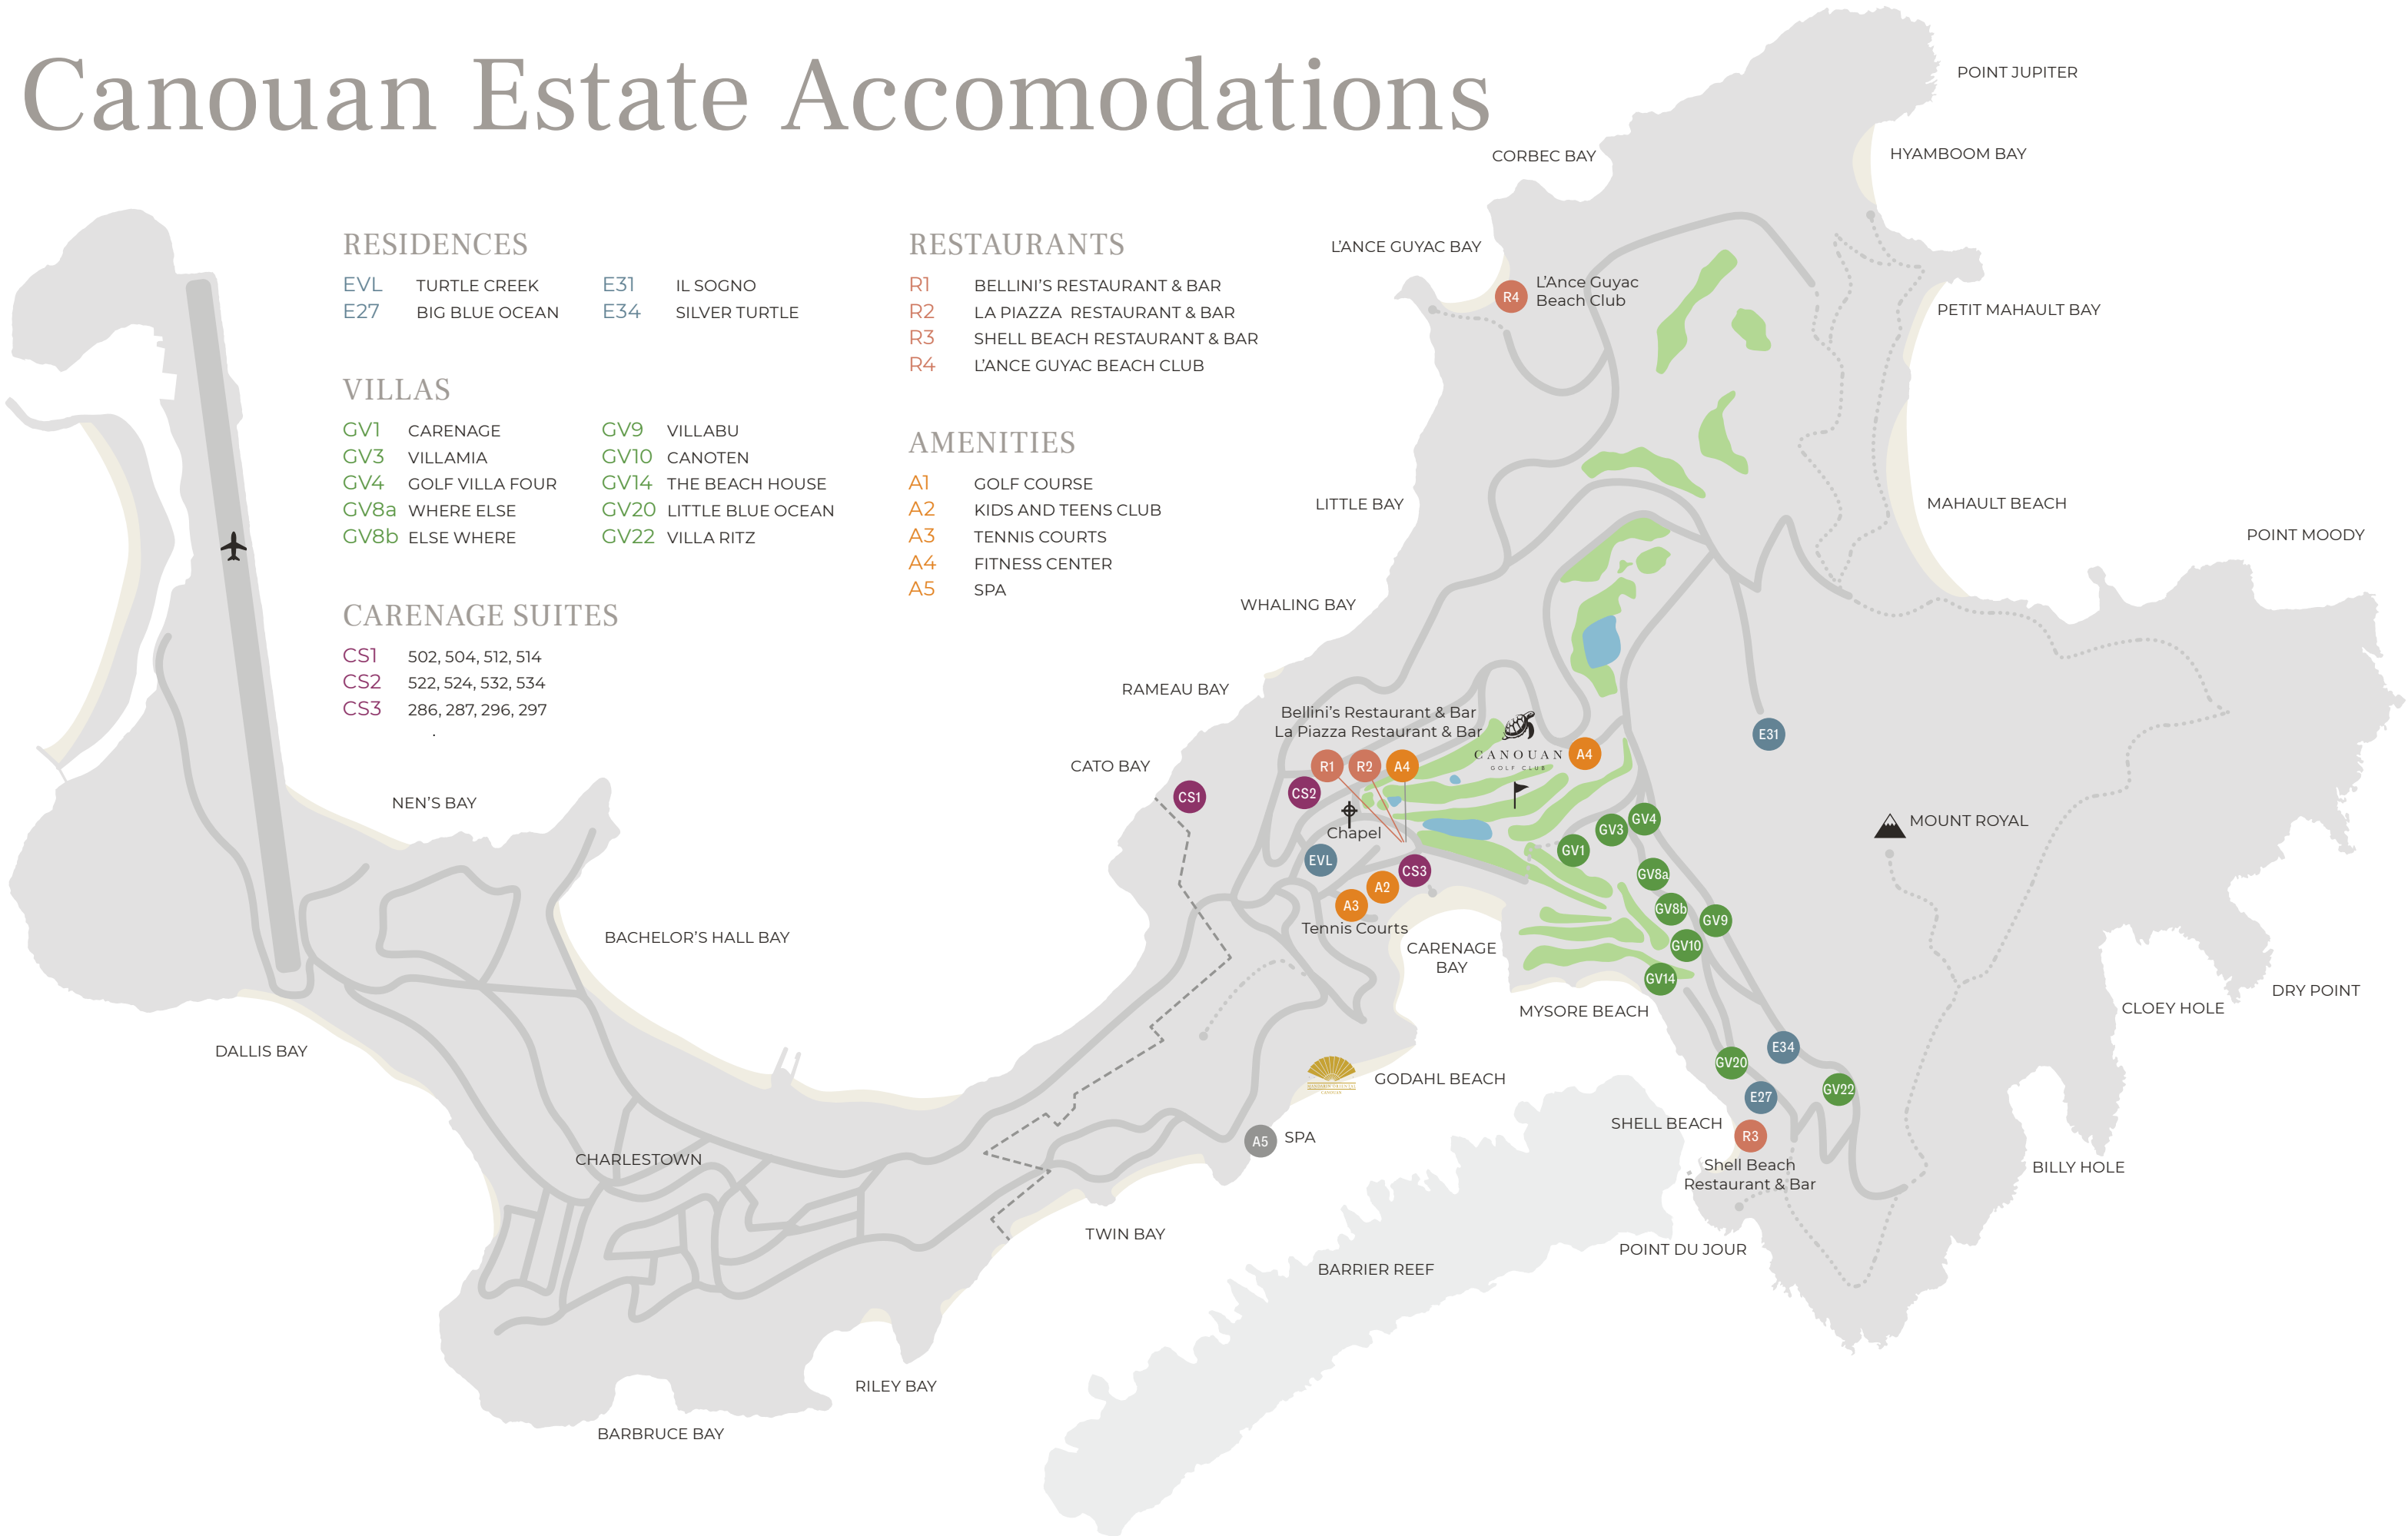 Canouan Estate Accomodations
RESIDENCES
EVL TURTLE CREEK
E27 BIG BLUE OCEAN
E31 IL SOGNO
E34 SILVER TURTLE
VILLAS
GV1 CARENAGE
GV3 VILLAMIA
GV4 GOLF VILLA FOUR
GV8a WHERE ELSE
GV8b ELSE WHERE
GV9 VILLABU
GV10 CANOTEN
GV14 THE BEACH HOUSE
GV20 LITTLE BLUE OCEAN
GV22 VILLA RITZ
CARENAGE SUITES
CS1 502, 504, 512, 514
CS2 522, 524, 532, 534
CS3 286, 287, 296, 297
.
RESTAURANTS
R1 BELLINI'S RESTAURANT & BAR
R2 LA PIAZZA RESTAURANT & BAR
R3 SHELL BEACH RESTAURANT & BAR
R4 L'ANCE GUYAC BEACH CLUB
AMENITIES
A1 GOLF COURSE
A2 KIDS AND TEENS CLUB
A3 TENNIS COURTS
A4 FITNESS CENTER
A5 SPA
POINT JUPITER
CORBEC BAY
HYAMBOOM BAY
L'ANCE GUYAC BAY
R4
L'Ance Guyac
Beach Club
PETIT MAHAULT BAY
LITTLE BAY
MAHAULT BEACH
POINT MOODY
WHALING BAY
RAMEAU BAY
Bellini's Restaurant & Bar
La Piazza Restaurant & Bar
CANOUAN
GOLF CLUB
A4
E31
CATO BAY
R1
R2
A4
CS1
CS2
NEN'S BAY
Chapel
GV4
GV3
MOUNT ROYAL
GV1
EVL
CS3
GV8a
A2
A3
GV8b
GV9
Tennis Courts
BACHELOR'S HALL BAY
CARENAGE
BAY
GV10
GV14
DRY POINT
CLOEY HOLE
MYSORE BEACH
DALLIS BAY
E34
GV20
GODAHL BEACH
GV22
E27
SHELL BEACH
R3
A5
SPA
CHARLESTOWN
Shell Beach
Restaurant & Bar
BILLY HOLE
TWIN BAY
POINT DU JOUR
BARRIER REEF
RILEY BAY
BARBRUCE BAY